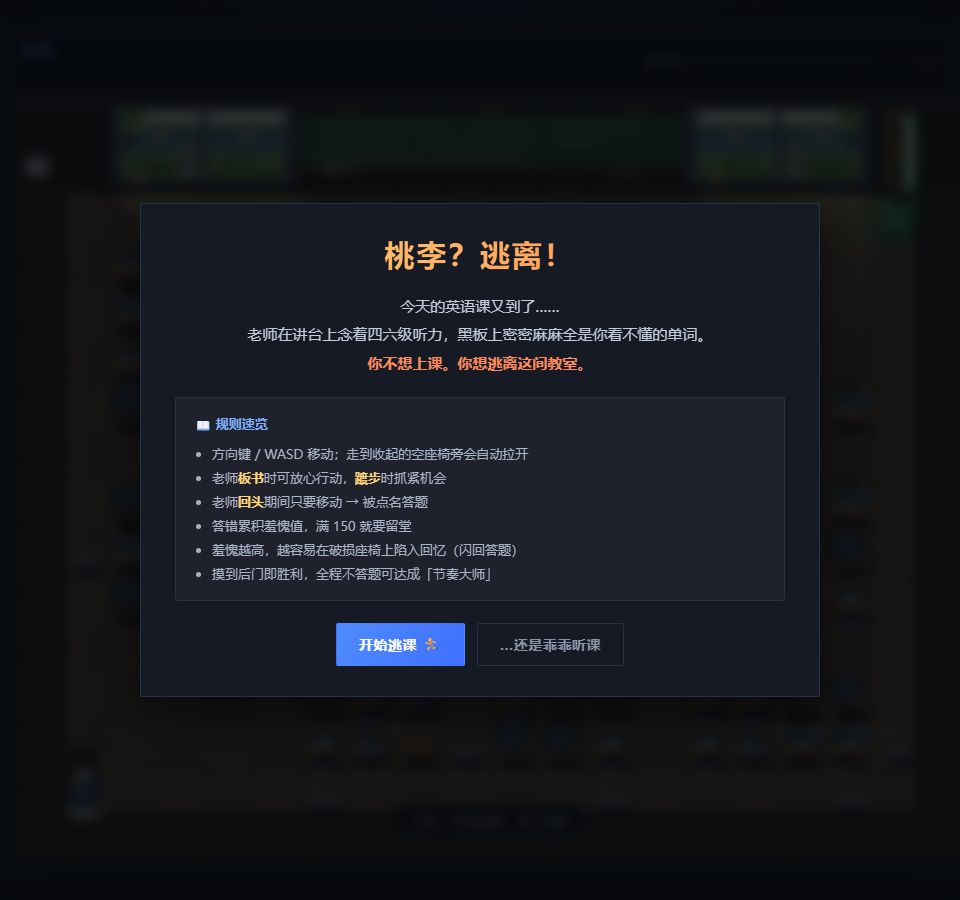 桃李？逃离！
今天的英语课又到了……
老师在讲台上念着四六级听力，黑板上密密麻麻全是你看不懂的单词。
你不想上课。你想逃离这间教室。
📖 规则速览
方向键 / WASD 移动；走到收起的空座椅旁会自动拉开
老师板书时可放心行动，踱步时抓紧机会
老师回头期间只要移动 → 被点名答题
答错累积羞愧值，满 150 就要留堂
羞愧越高，越容易在破损座椅上陷入回忆（闪回答题）
摸到后门即胜利，全程不答题可达成「节奏大师」
开始逃课 🏃
…还是乖乖听课